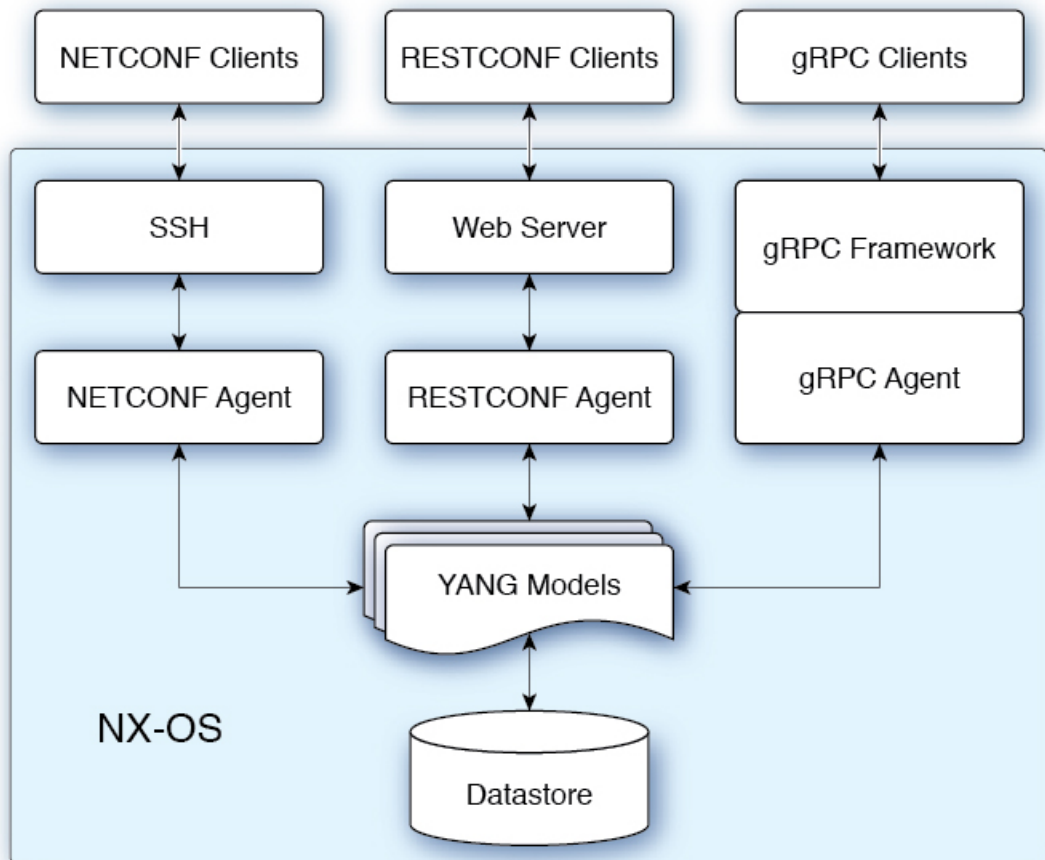 NETCONF Clients
RESTCONF Clients
gRPC Clients
SSH
Web Server
gRPC Framework
NETCONF Agent
RESTCONF Agent
gRPC Agent
YANG Models
NX-OS
Datastore